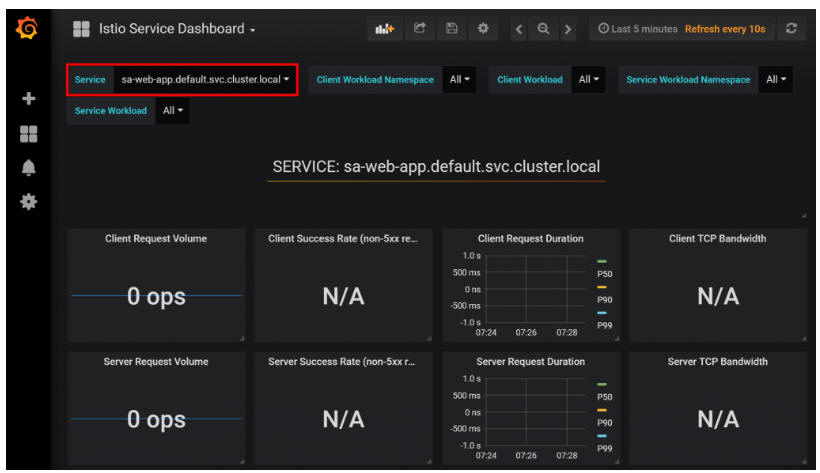 Istio Service Dashboard
Last 5 minutes Refresh every 10s
Service sa-web-app.default.svc.cluster.local Client Workload Namespace All Client Workload All Service Workload Namespace All
Service Workload All
SERVICE: sa-web-app.default.svc.cluster.local
Client Request Volume
0 ops
Client Success Rate (non-5xx re...
N/A
Client Request Duration
1.0 s
500 ms
0 ns
-500 ms
-1.0 s
07:24 07:26 07:28
P50
P90
P99
Client TCP Bandwidth
N/A
Server Request Volume
0 ops
Server Success Rate (non-5xx r...
N/A
Server Request Duration
1.0 s
500 ms
0 ns
-500 ms
-1.0 s
07:24 07:26 07:28
P50
P90
P99
Server TCP Bandwidth
N/A